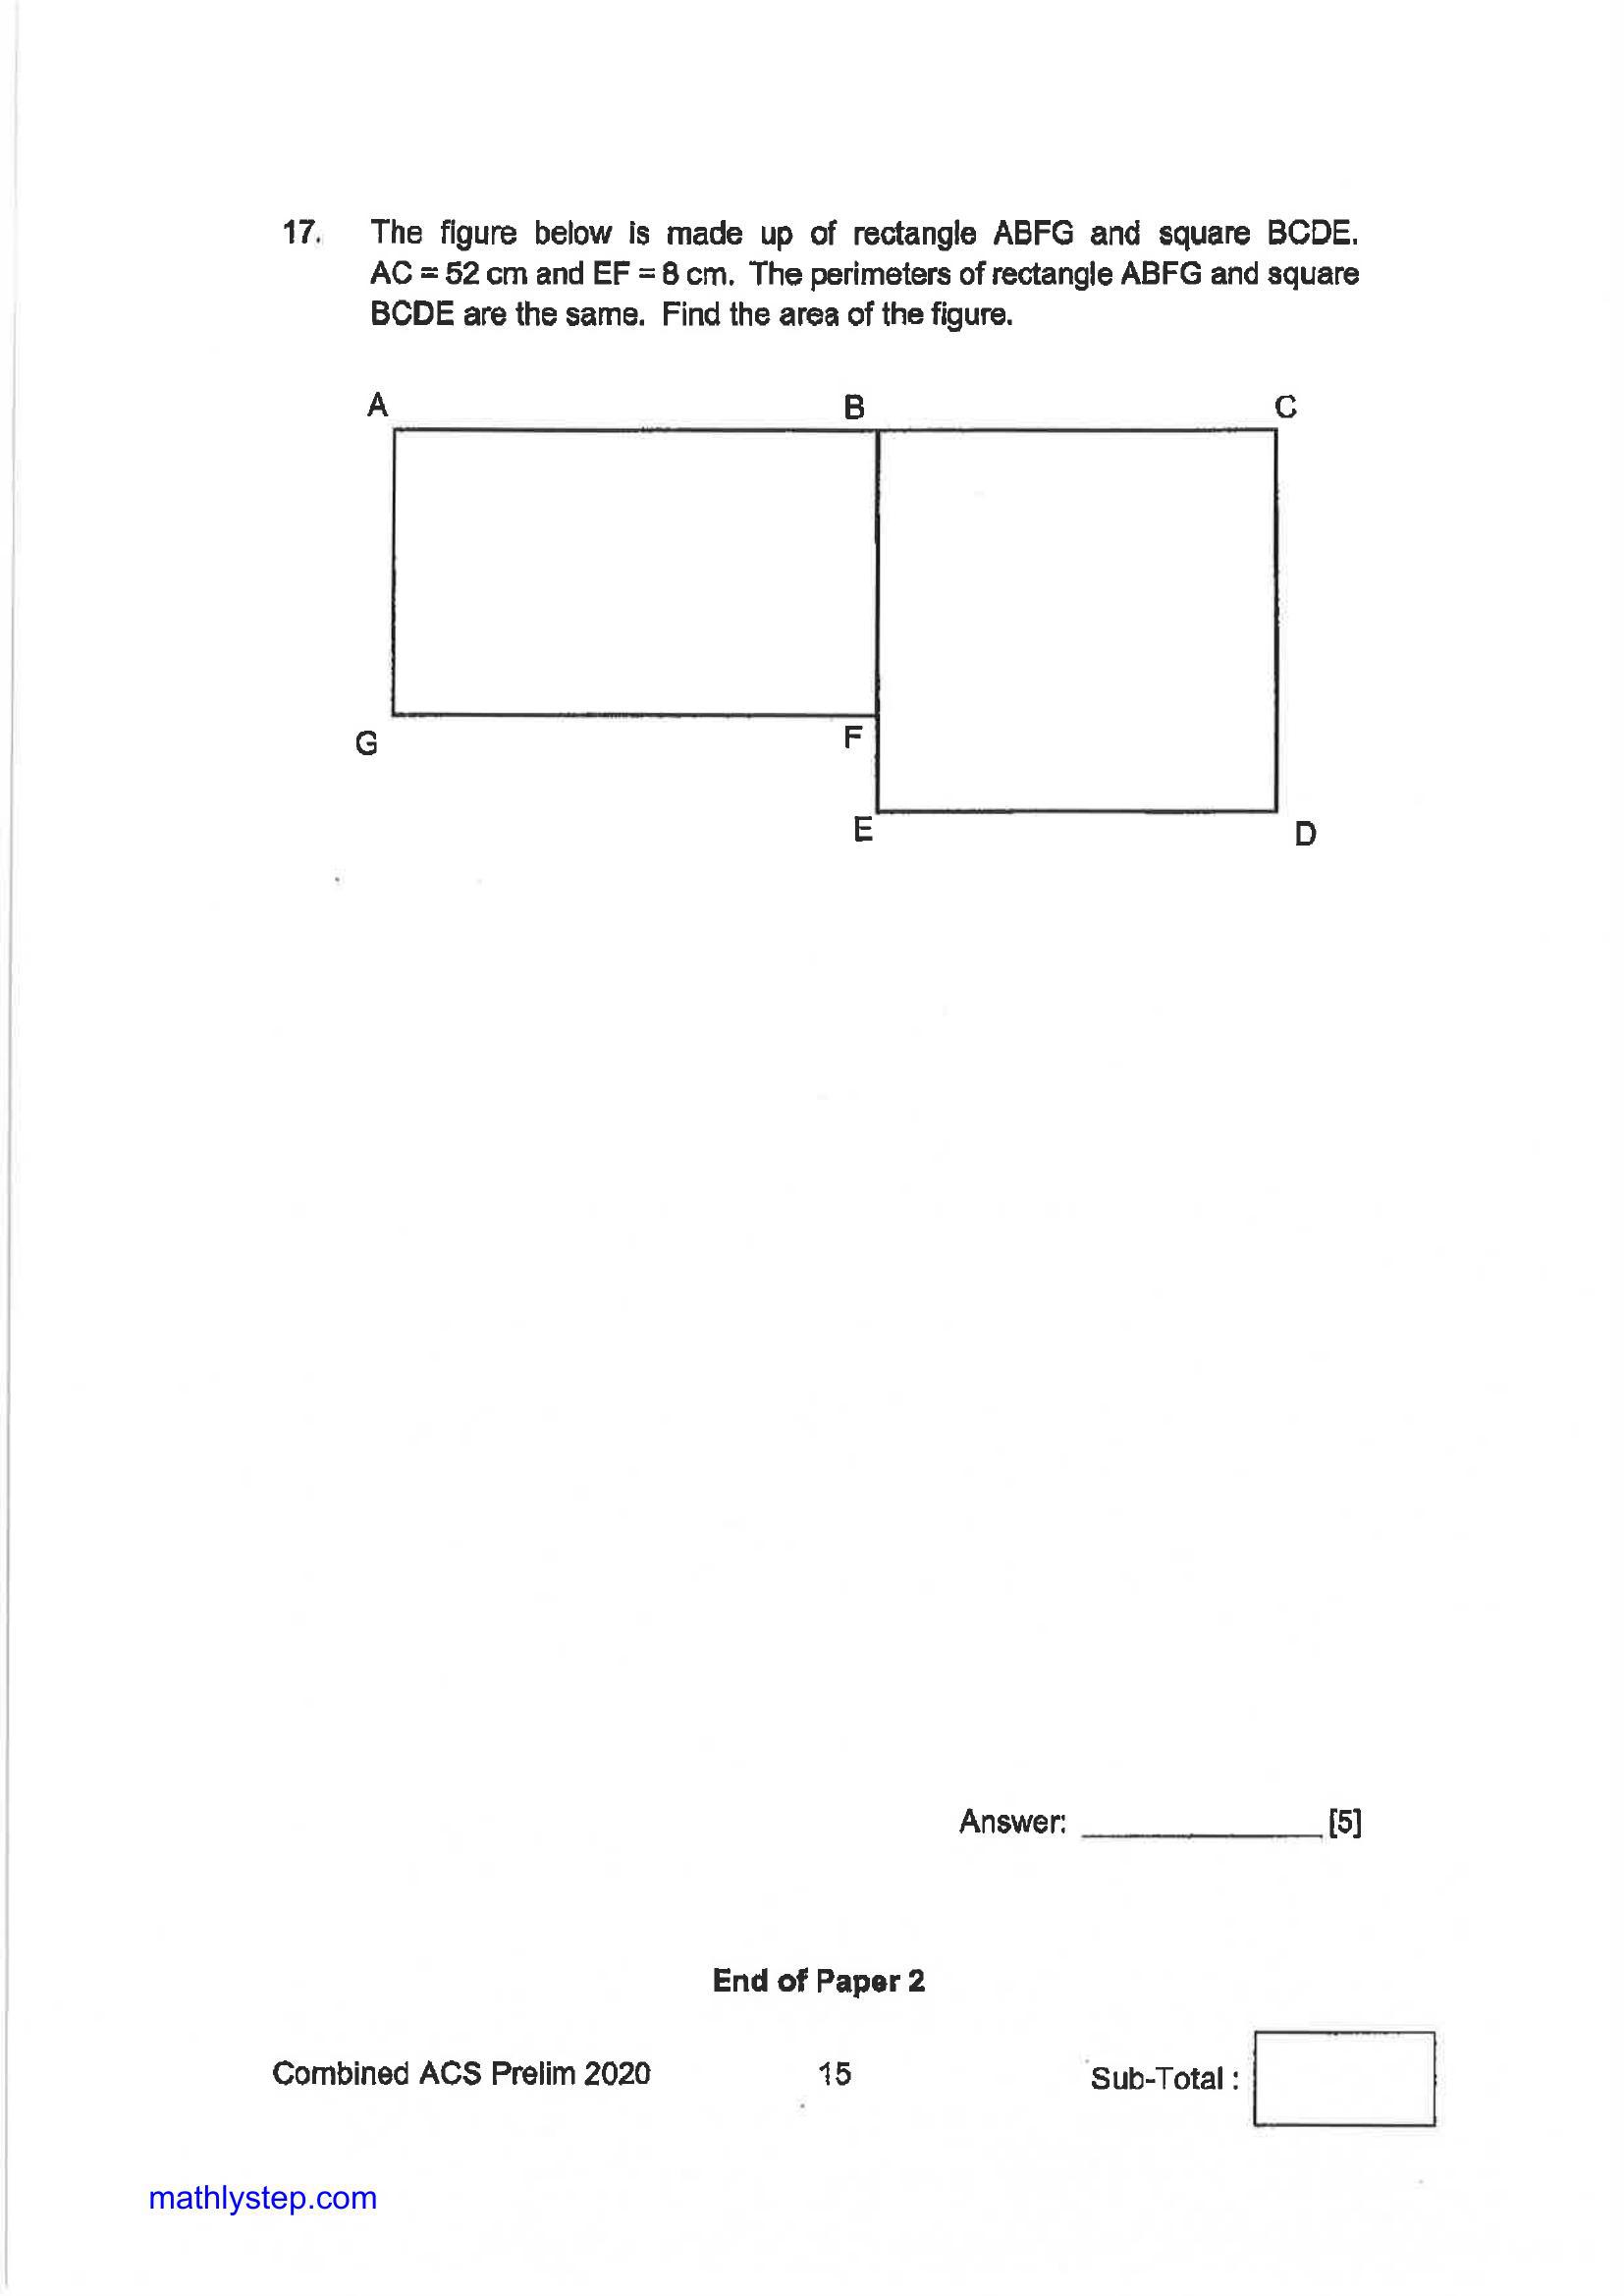 17. The figure below is made up of rectangle ABFG and square BCDE.
AC = 52 cm and EF = 8 cm. The perimeters of rectangle ABFG and square
BCDE are the same. Find the area of the figure.
A B C
G F
E D
Answer: ______________ [5]
End of Paper 2
Combined ACS Prelim 2020 15 Sub-Total :
mathlystep.com